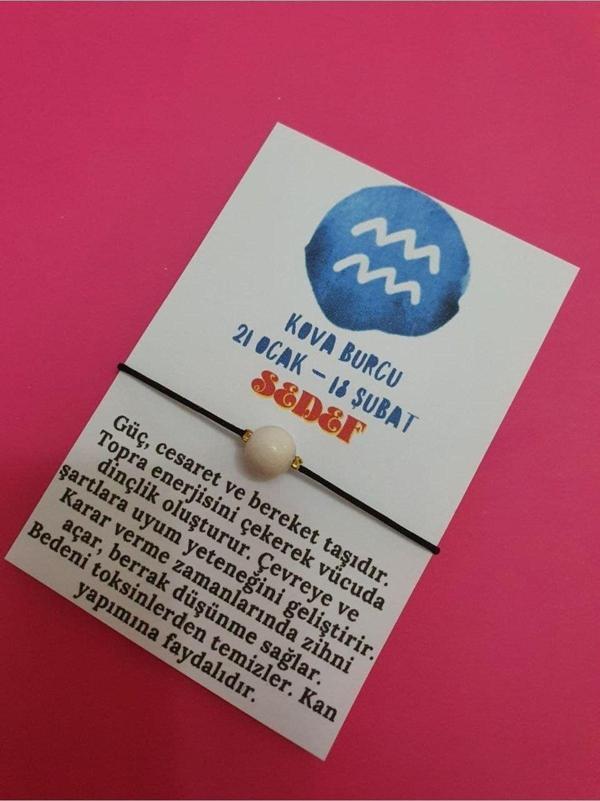 KOVA BURCU
21 OCAK – 18 ŞUBAT
SEDEF
Güç, cesaret ve bereket taşıdır.
Topra enerjisini çekerek vücuda
dinçlik oluşturur. Çevreye ve
şartlara uyum yeteneğini geliştirir.
Karar verme zamanlarında zihni
açar, berrak düşünme sağlar.
Bedeni toksinlerden temizler. Kan
yapımına faydalıdır.